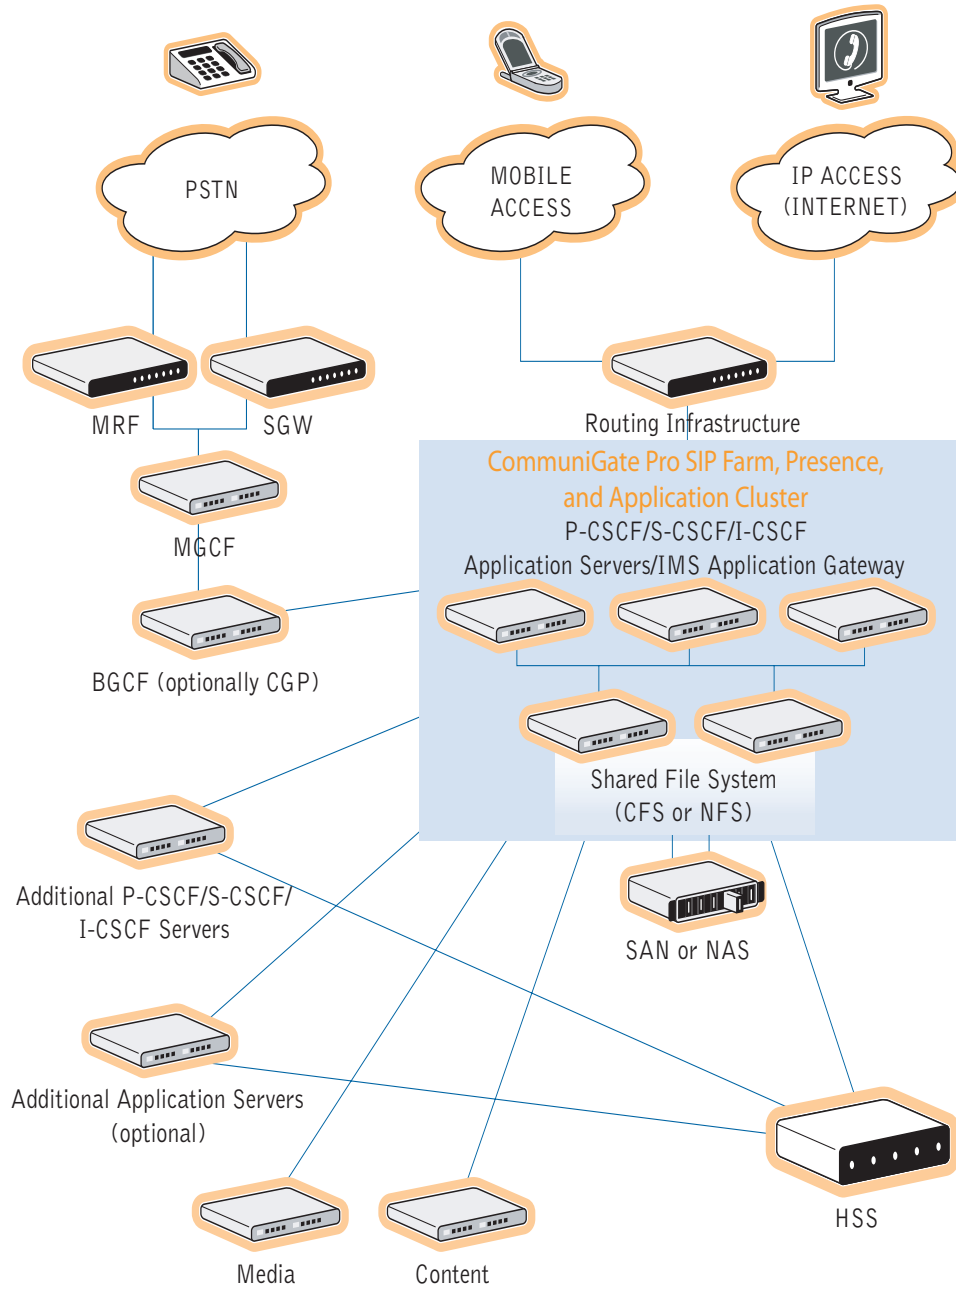 PSTN
MOBILE
ACCESS
IP ACCESS
(INTERNET)
MRF
SGW
Routing Infrastructure
CommuniGate Pro SIP Farm, Presence,
and Application Cluster
P-CSCF/S-CSCF/I-CSCF
Application Servers/IMS Application Gateway
MGCF
BGCF (optionally CGP)
Shared File System
(CFS or NFS)
Additional P-CSCF/S-CSCF/
I-CSCF Servers
SAN or NAS
Additional Application Servers
(optional)
HSS
Media
Content